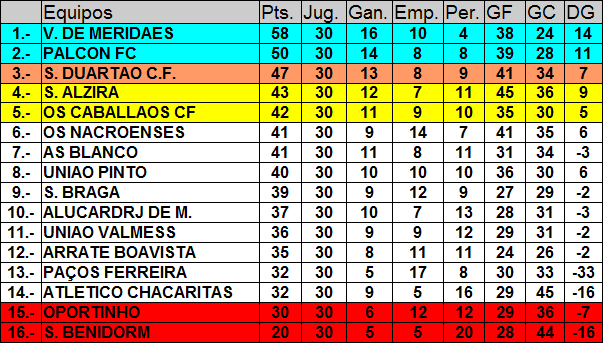 Equipos Pts. Jug. Gan. Emp. Per. GF GC DG
1.- V. DE MERIDAES 58 30 16 10 4 38 24 14
2.- PALCON FC 50 30 14 8 8 39 28 11
3.- S. DUARTAO C.F. 47 30 13 8 9 41 34 7
4.- S. ALZIRA 43 30 12 7 11 45 36 9
5.- OS CABALLAOS CF 42 30 11 9 10 35 30 5
6.- OS NACROENSES 41 30 9 14 7 41 35 6
7.- AS BLANCO 41 30 11 8 11 31 34 -3
8.- UNIAO PINTO 40 30 10 10 10 36 30 6
9.- S. BRAGA 39 30 9 12 9 27 29 -2
10.- ALUCARDRJ DE M. 37 30 10 7 13 28 31 -3
11.- UNIAO VALMESS 36 30 9 9 12 29 31 -2
12.- ARRATE BOAVISTA 35 30 8 11 11 24 26 -2
13.- PAÇOS FERREIRA 32 30 5 17 8 30 33 -33
14.- ATLETICO CHACARITAS 32 30 9 5 16 29 45 -16
15.- OPORTINHO 30 30 6 12 12 29 36 -7
16.- S. BENIDORM 20 30 5 5 20 28 44 -16